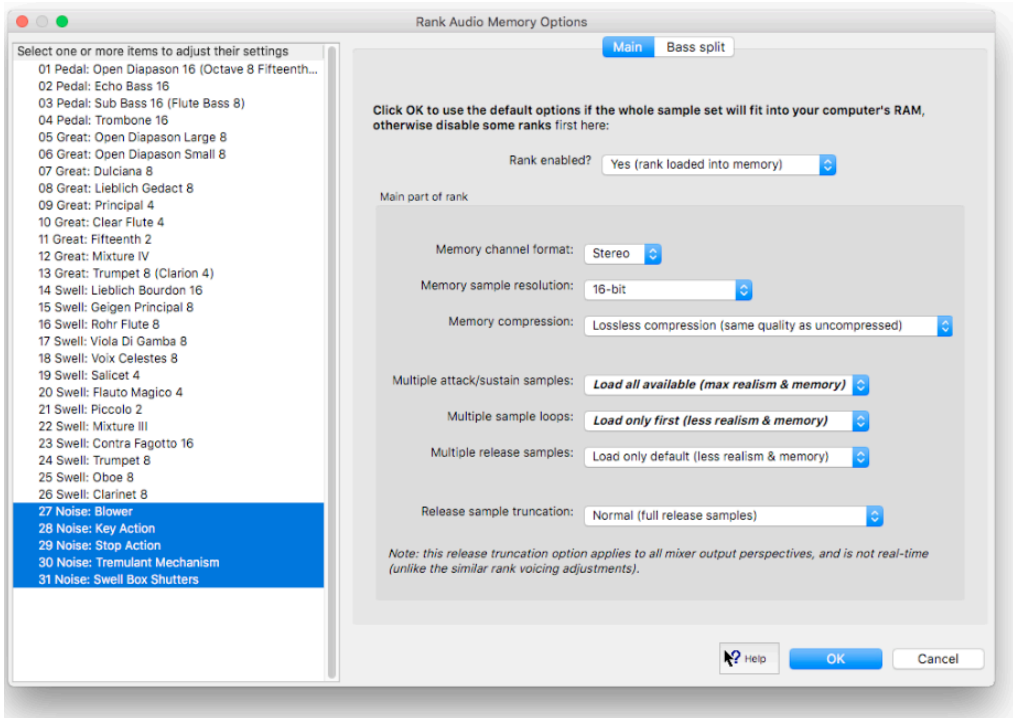 Rank Audio Memory Options
Select one or more items to adjust their settings
01 Pedal: Open Diapason 16 (Octave 8 Fifteenth...
02 Pedal: Echo Bass 16
03 Pedal: Sub Bass 16 (Flute Bass 8)
04 Pedal: Trombone 16
05 Great: Open Diapason Large 8
06 Great: Open Diapason Small 8
07 Great: Dulciana 8
08 Great: Lieblich Gedact 8
09 Great: Principal 4
10 Great: Clear Flute 4
11 Great: Fifteenth 2
12 Great: Mixture IV
13 Great: Trumpet 8 (Clarion 4)
14 Swell: Lieblich Bourdon 16
15 Swell: Geigen Principal 8
16 Swell: Rohr Flute 8
17 Swell: Viola Di Gamba 8
18 Swell: Voix Celestes 8
19 Swell: Salicet 4
20 Swell: Flauto Magico 4
21 Swell: Piccolo 2
22 Swell: Mixture III
23 Swell: Contra Fagotto 16
24 Swell: Trumpet 8
25 Swell: Oboe 8
26 Swell: Clarinet 8
27 Noise: Blower
28 Noise: Key Action
29 Noise: Stop Action
30 Noise: Tremulant Mechanism
31 Noise: Swell Box Shutters
Main Bass split
Click OK to use the default options if the whole sample set will fit into your computer's RAM,
otherwise disable some ranks first here:
Rank enabled? Yes (rank loaded into memory)
Main part of rank
Memory channel format: Stereo
Memory sample resolution: 16-bit
Memory compression: Lossless compression (same quality as uncompressed)
Multiple attack/sustain samples: Load all available (max realism & memory)
Multiple sample loops: Load only first (less realism & memory)
Multiple release samples: Load only default (less realism & memory)
Release sample truncation: Normal (full release samples)
Note: this release truncation option applies to all mixer output perspectives, and is not real-time
(unlike the similar rank voicing adjustments).
? Help OK Cancel